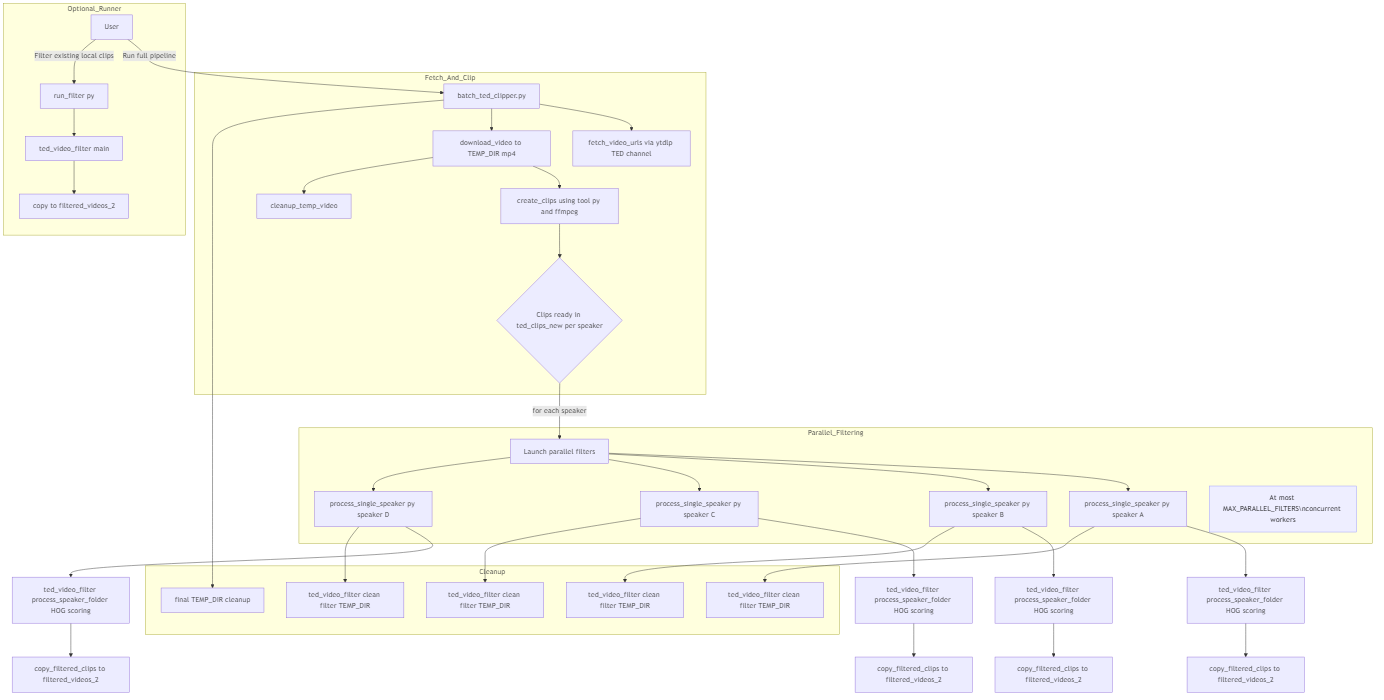 Optional_Runner
User
Filter existing local clips
Run full pipeline
run_filter py
ted_video_filter main
copy to filtered_videos_2
Fetch_And_Clip
batch_ted_clipper.py
download_video to
TEMP_DIR mp4
fetch_video_urls via ytdlp
TED channel
cleanup_temp_video
create_clips using tool py
and ffmpeg
Clips ready in
ted_clips_new per speaker
for each speaker
Parallel_Filtering
Launch parallel filters
process_single_speaker py
speaker D
process_single_speaker py
speaker C
process_single_speaker py
speaker B
process_single_speaker py
speaker A
At most
MAX_PARALLEL_FILTERS\nconcurrent
workers
Cleanup
ted_video_filter
process_speaker_folder
HOG scoring
final TEMP_DIR cleanup
ted_video_filter clean
filter TEMP_DIR
ted_video_filter clean
filter TEMP_DIR
ted_video_filter clean
filter TEMP_DIR
ted_video_filter clean
filter TEMP_DIR
ted_video_filter
process_speaker_folder
HOG scoring
ted_video_filter
process_speaker_folder
HOG scoring
ted_video_filter
process_speaker_folder
HOG scoring
copy_filtered_clips to
filtered_videos_2
copy_filtered_clips to
filtered_videos_2
copy_filtered_clips to
filtered_videos_2
copy_filtered_clips to
filtered_videos_2